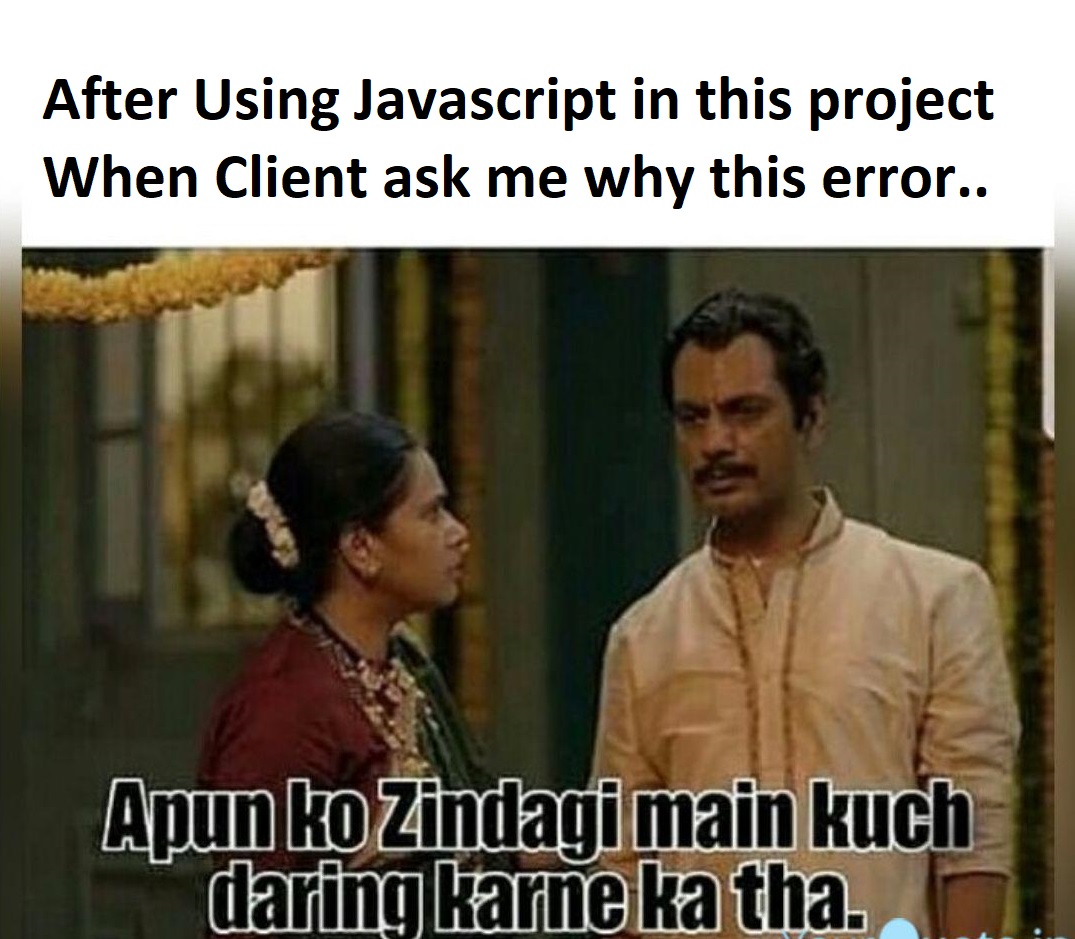 After Using Javascript in this project
When Client ask me why this error..
Apun ko Zindagi main kuch
daring karne ka tha.